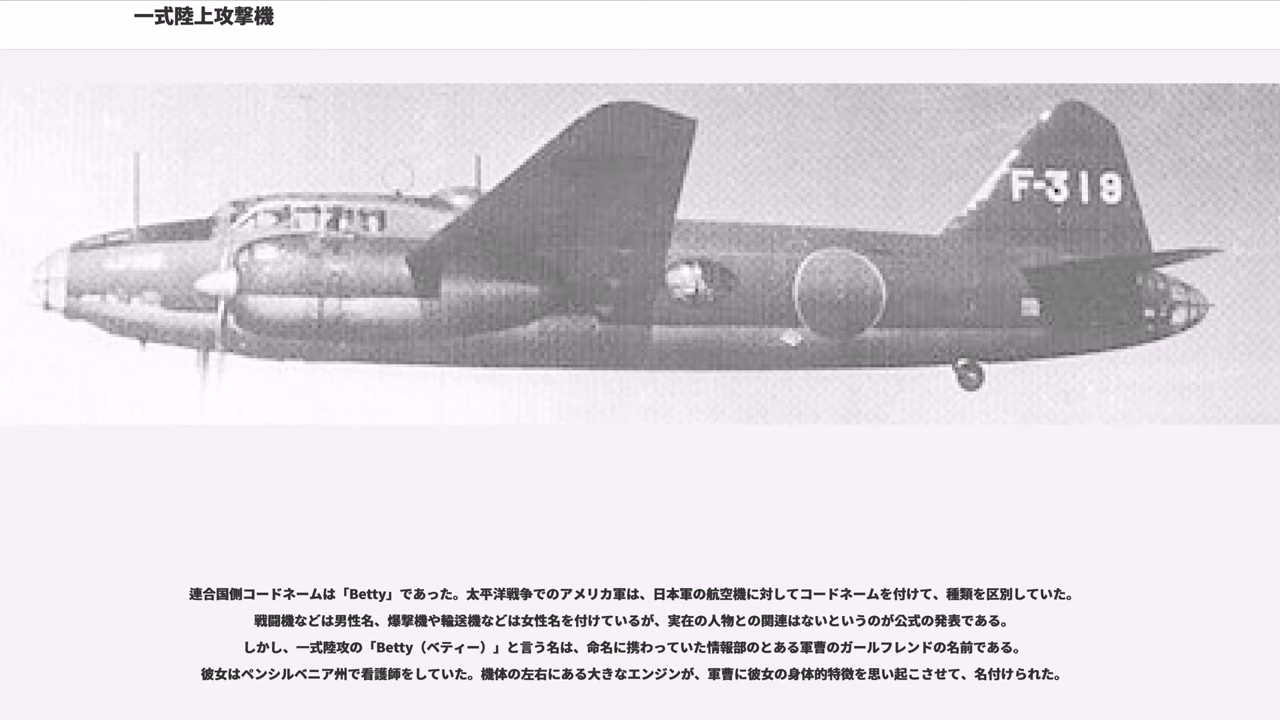 一式陸上攻撃機
F-319
連合国側コードネームは「Betty」であった。太平洋戦争でのアメリカ軍は、日本軍の航空機に対してコードネームを付けて、種類を区別していた。
戦闘機などは男性名、爆撃機や輸送機などは女性名を付けているが、実在の人物との関連はないというのが公式の発表である。
しかし、一式陸攻の「Betty（ベティー）」と言う名は、命名に携わっていた情報部のとある軍曹のガールフレンドの名前である。
彼女はペンシルベニア州で看護師をしていた。機体の左右にある大きなエンジンが、軍曹に彼女の身体的特徴を思い起こさせて、名付けられた。